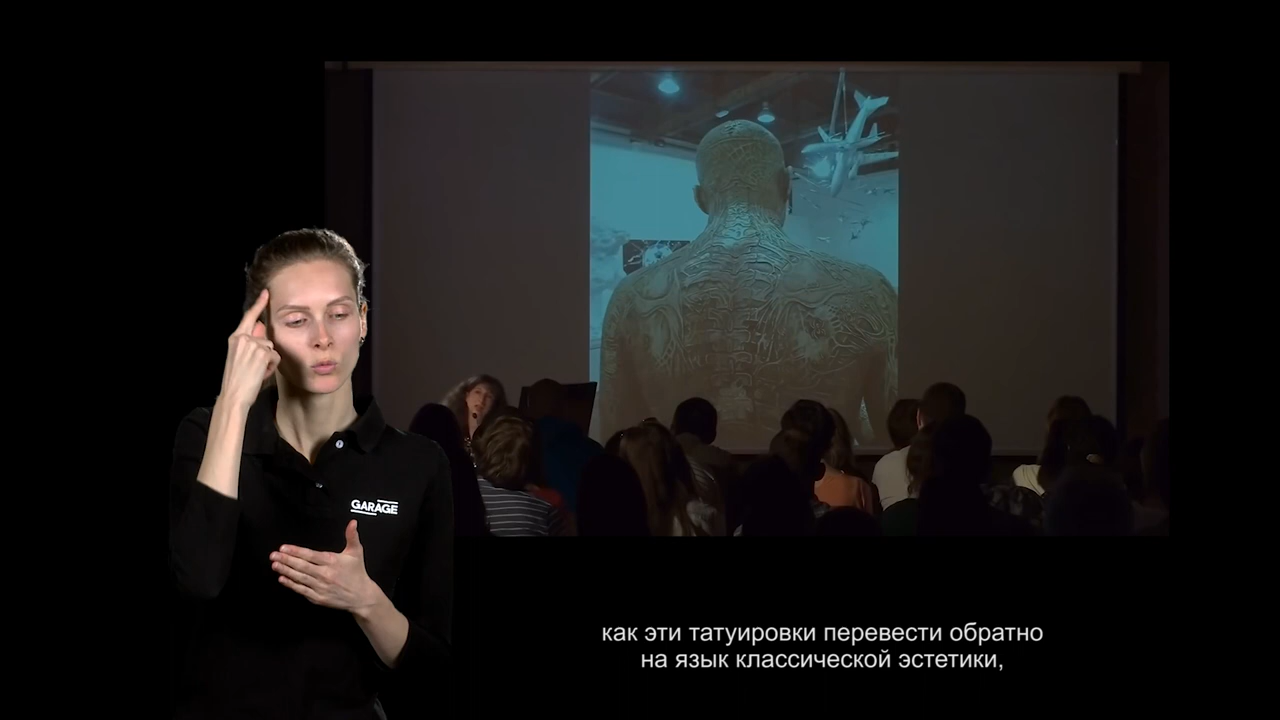 GARAGE
как эти татуировки перевести обратно
на язык классической эстетики,